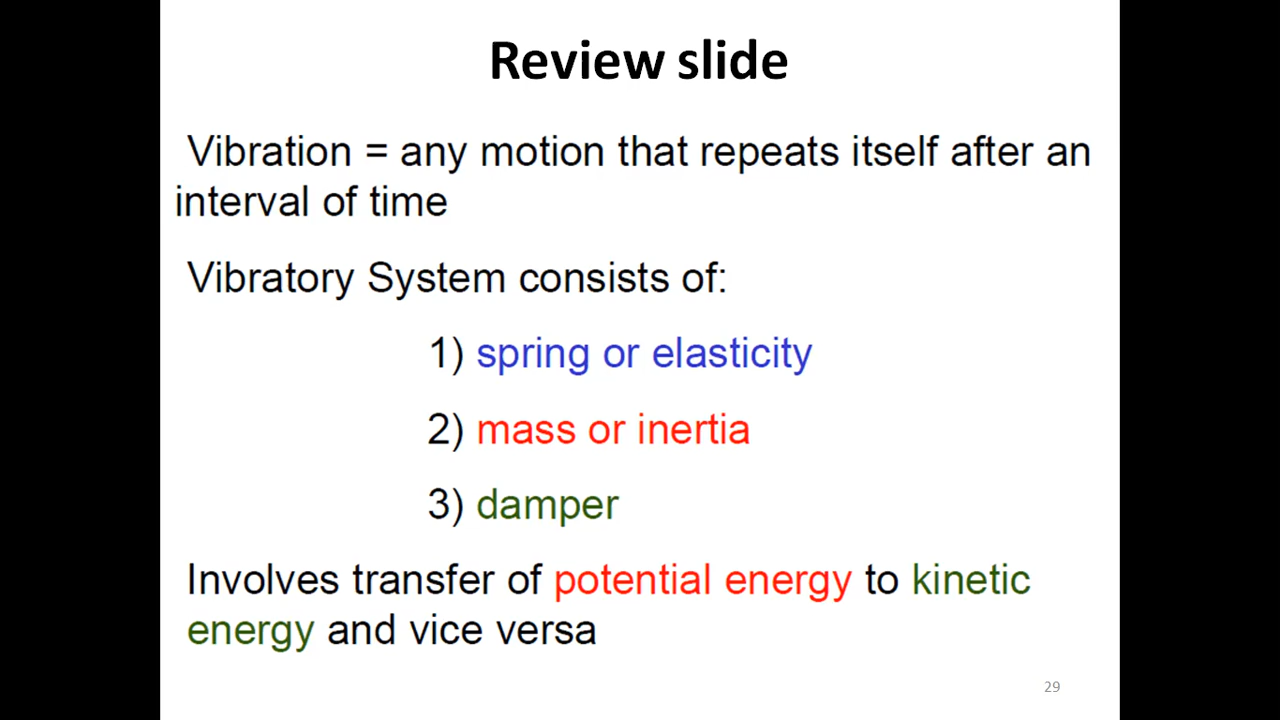 Review slide
Vibration = any motion that repeats itself after an
interval of time
Vibratory System consists of:
1) spring or elasticity
2) mass or inertia
3) damper
Involves transfer of potential energy to kinetic
energy and vice versa
29